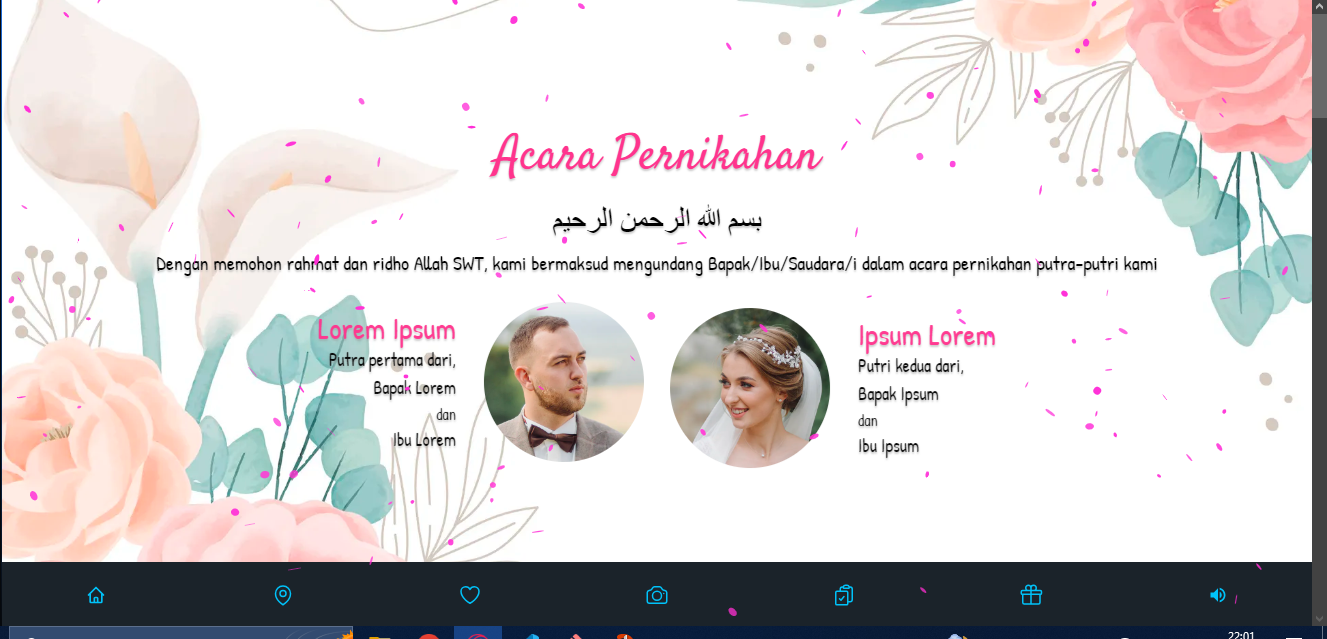 Acara Pernikahan
بسم الله الرحمن الرحيم
Dengan memohon rahmat dan ridho Allah SWT, kami bermaksud mengundang Bapak/Ibu/Saudara/i dalam acara pernikahan putra-putri kami
Lorem Ipsum
Putra pertama dari,
Bapak Lorem
dan
Ibu Lorem
Ipsum Lorem
Putri kedua dari,
Bapak Ipsum
dan
Ibu Ipsum
22:01